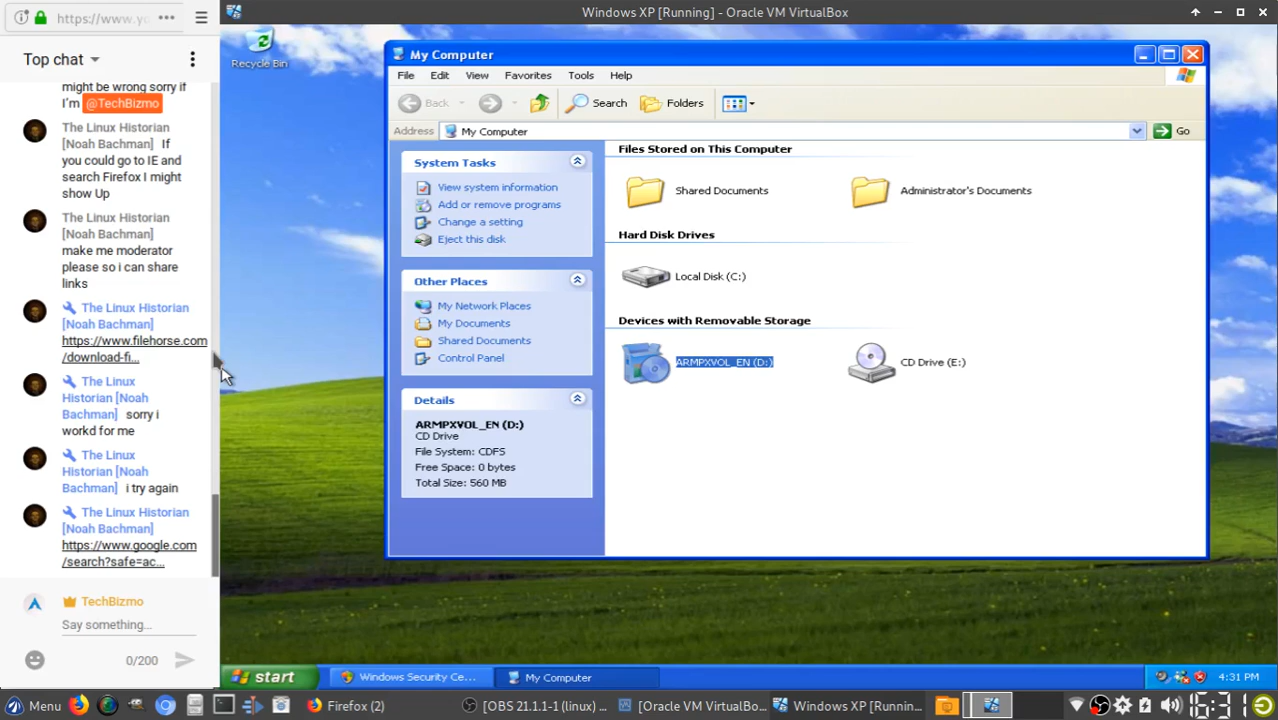 https://www.yo
Windows XP [Running] - Oracle VM VirtualBox
Top chat
might be wrong sorry if
I'm @TechBizmo
The Linux Historian
[Noah Bachman] If
you could go to IE and
search Firefox I might
show Up
The Linux Historian
[Noah Bachman]
make me moderator
please so i can share
links
The Linux Historian
[Noah Bachman]
https://www.filehorse.com
/download-fi...
The Linux
Historian [Noah
Bachman] sorry i
workd for me
The Linux
Historian [Noah
Bachman] i try again
The Linux Historian
[Noah Bachman]
https://www.google.com
/search?safe=ac...
TechBizmo
Say something...
0/200
Recycle Bin
My Computer
File Edit View Favorites Tools Help
Back Search Folders
Address My Computer Go
System Tasks
View system information
Add or remove programs
Change a setting
Eject this disk
Other Places
My Network Places
My Documents
Shared Documents
Control Panel
Details
ARMPXVOL_EN (D:)
CD Drive
File System: CDFS
Free Space: 0 bytes
Total Size: 560 MB
Files Stored on This Computer
Shared Documents Administrator's Documents
Hard Disk Drives
Local Disk (C:)
Devices with Removable Storage
ARMPXVOL_EN (D:) CD Drive (E:)
start Windows Security Ce... My Computer 4:31 PM
Menu Firefox (2) [OBS 21.1.1-1 (linux) ... [Oracle VM VirtualBo... Windows XP [Running... 16:31